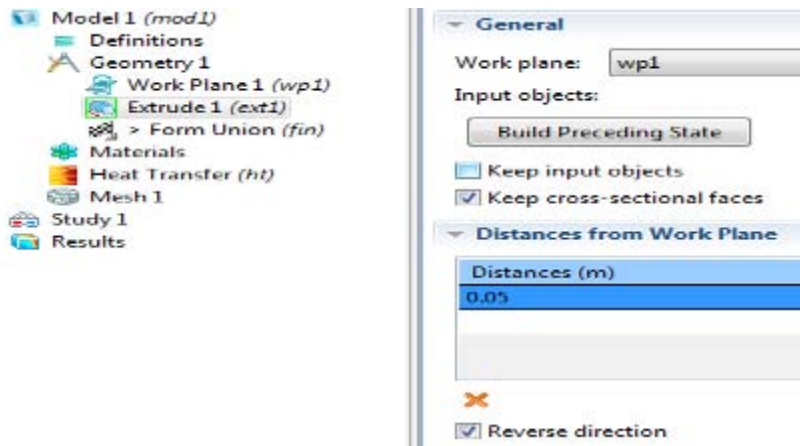 Model 1 (mod1)
Definitions
Geometry 1
Work Plane 1 (wp1)
Extrude 1 (ext1)
> Form Union (fin)
Materials
Heat Transfer (ht)
Mesh 1
Study 1
Results
General
Work plane: wp1
Input objects:
Build Preceding State
Keep input objects
Keep cross-sectional faces
Distances from Work Plane
Distances (m)
0.05
Reverse direction